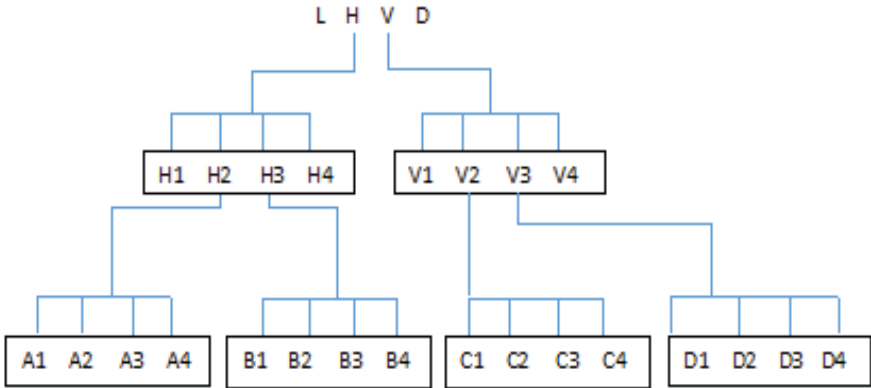 L H V D
H1 H2 H3 H4 V1 V2 V3 V4
A1 A2 A3 A4 B1 B2 B3 B4 C1 C2 C3 C4 D1 D2 D3 D4